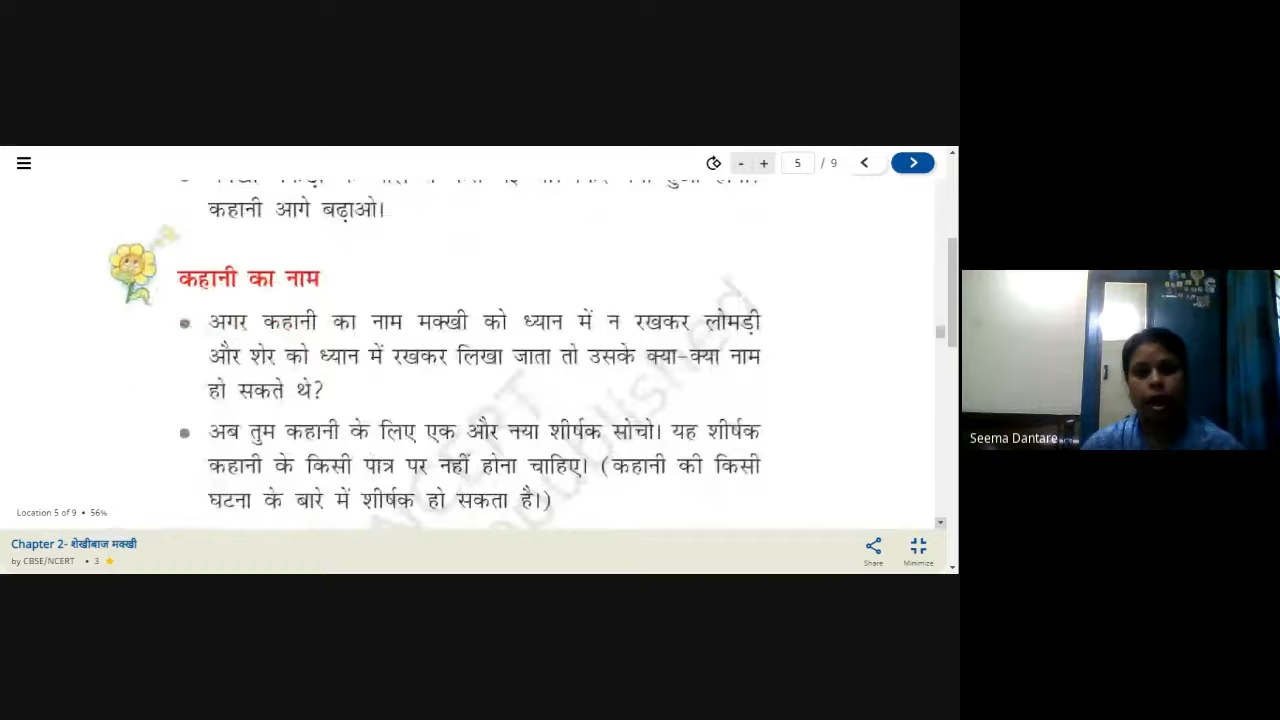 5 / 9
कहानी आगे बढ़ाओ।
कहानी का नाम
अगर कहानी का नाम मक्खी को ध्यान में न रखकर लोमड़ी
और शेर को ध्यान में रखकर लिखा जाता तो उसके क्या-क्या नाम
हो सकते थे?
अब तुम कहानी के लिए एक और नया शीर्षक सोचो। यह शीर्षक
कहानी के किसी पात्र पर नहीं होना चाहिए। (कहानी की किसी
घटना के बारे में शीर्षक हो सकता है।)
Location 5 of 9 • 56%
Chapter 2- शेखीबाज मक्खी
by CBSE/NCERT • 3
Share
Minimize
Seema Dantare
NCERT
published